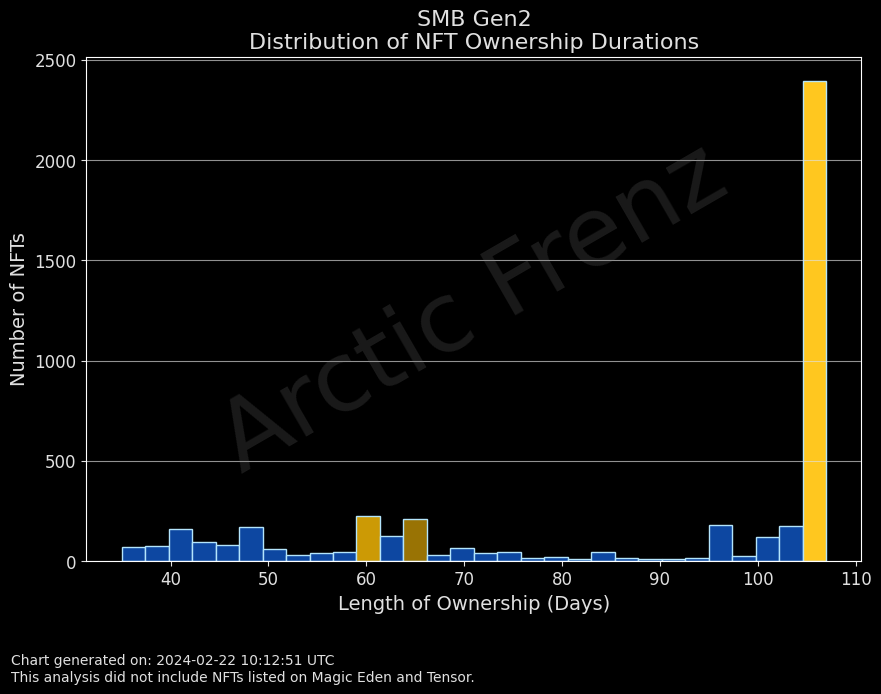 SMB Gen2
Distribution of NFT Ownership Durations
2500
2000
1500
1000
500
0
Number of NFTs
Arctic Frenz
40 50 60 70 80 90 100 110
Length of Ownership (Days)
Chart generated on: 2024-02-22 10:12:51 UTC
This analysis did not include NFTs listed on Magic Eden and Tensor.